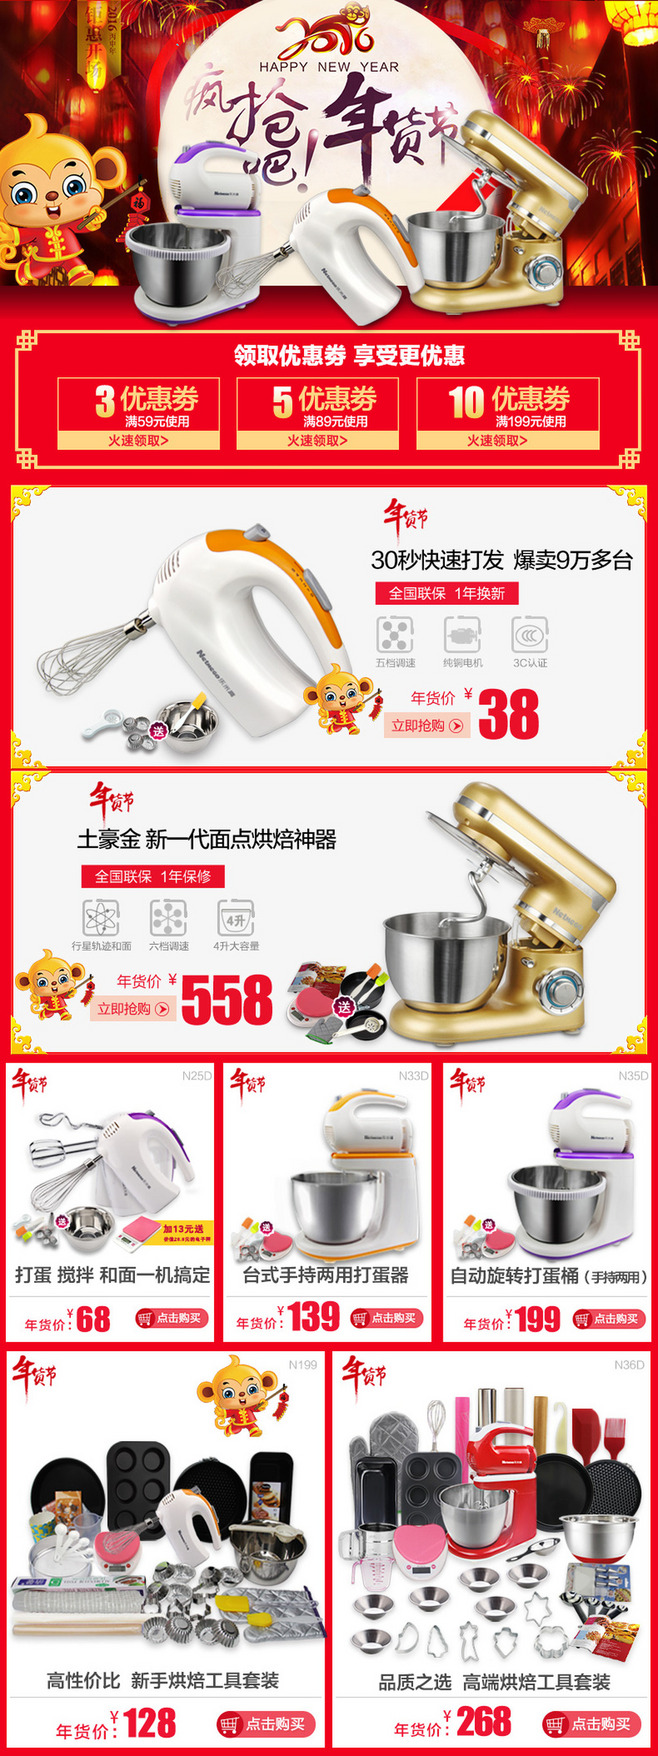 2016 丙申年
钜惠开场
2016
HAPPY NEW YEAR
疯抢吧!年货节
领取优惠券 享受更优惠
3 优惠券
满59元使用
火速领取>
5 优惠券
满89元使用
火速领取>
10 优惠券
满199元使用
火速领取>
年货节
30秒快速打发 爆卖9万多台
全国联保 1年换新
五档调速 纯铜电机 3C认证
年货价 ¥38
立即抢购
送
年货节
土豪金 新一代面点烘焙神器
全国联保 1年保修
4升
行星轨迹和面 六档调速 4升大容量
年货价 ¥558
立即抢购
送
年货节 N25D
送
加13元送
打蛋 搅拌 和面一机搞定
年货价:¥68 点击购买
年货节 N33D
送
台式手持两用打蛋器
年货价:¥139 点击购买
年货节 N35D
送
自动旋转打蛋桶(手持两用)
年货价:¥199 点击购买
年货节 N199
高性价比 新手烘焙工具套装
年货价:¥128 点击购买
年货节 N36D
品质之选 高端烘焙工具套装
年货价:¥268 点击购买